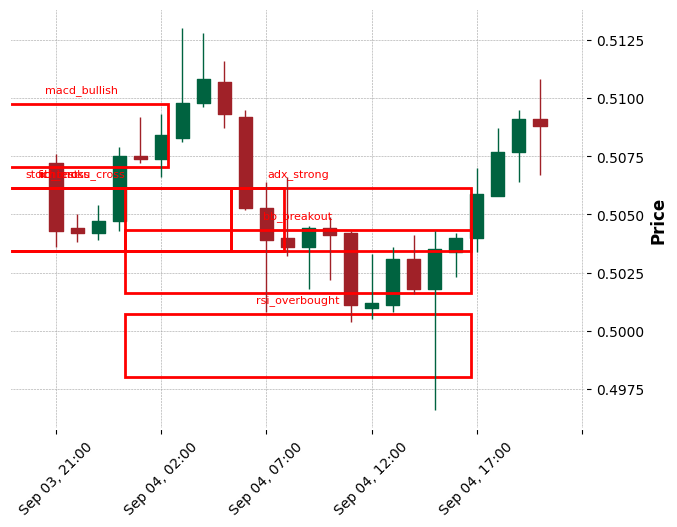 macd_bullish
adx_strong
rsi_overbought
0.5125
0.5100
0.5075
0.5050
0.5025
0.5000
0.4975
Price
Sep 03, 21:00
Sep 04, 02:00
Sep 04, 07:00
Sep 04, 12:00
Sep 04, 17:00